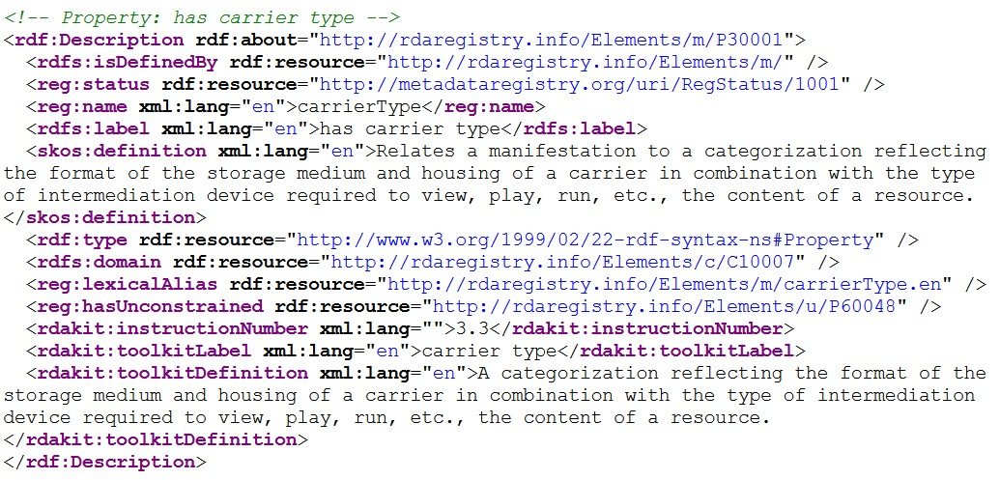 <!-- Property: has carrier type -->
<rdf:Description rdf:about="http://rdaregistry.info/Elements/m/P30001">
  <rdfs:isDefinedBy rdf:resource="http://rdaregistry.info/Elements/m/" />
  <reg:status rdf:resource="http://metadataregistry.org/uri/RegStatus/1001" />
  <reg:name xml:lang="en">carrierType</reg:name>
  <rdfs:label xml:lang="en">has carrier type</rdfs:label>
  <skos:definition xml:lang="en">Relates a manifestation to a categorization reflecting
the format of the storage medium and housing of a carrier in combination with the type
of intermediation device required to view, play, run, etc., the content of a resource.
</skos:definition>
  <rdf:type rdf:resource="http://www.w3.org/1999/02/22-rdf-syntax-ns#Property" />
  <rdfs:domain rdf:resource="http://rdaregistry.info/Elements/c/C10007" />
  <reg:lexicalAlias rdf:resource="http://rdaregistry.info/Elements/m/carrierType.en" />
  <reg:hasUnconstrained rdf:resource="http://rdaregistry.info/Elements/u/P60048" />
  <rdakit:instructionNumber xml:lang="">3.3</rdakit:instructionNumber>
  <rdakit:toolkitLabel xml:lang="en">carrier type</rdakit:toolkitLabel>
  <rdakit:toolkitDefinition xml:lang="en">A categorization reflecting the format of the
storage medium and housing of a carrier in combination with the type of intermediation
device required to view, play, run, etc., the content of a resource.
</rdakit:toolkitDefinition>
</rdf:Description>